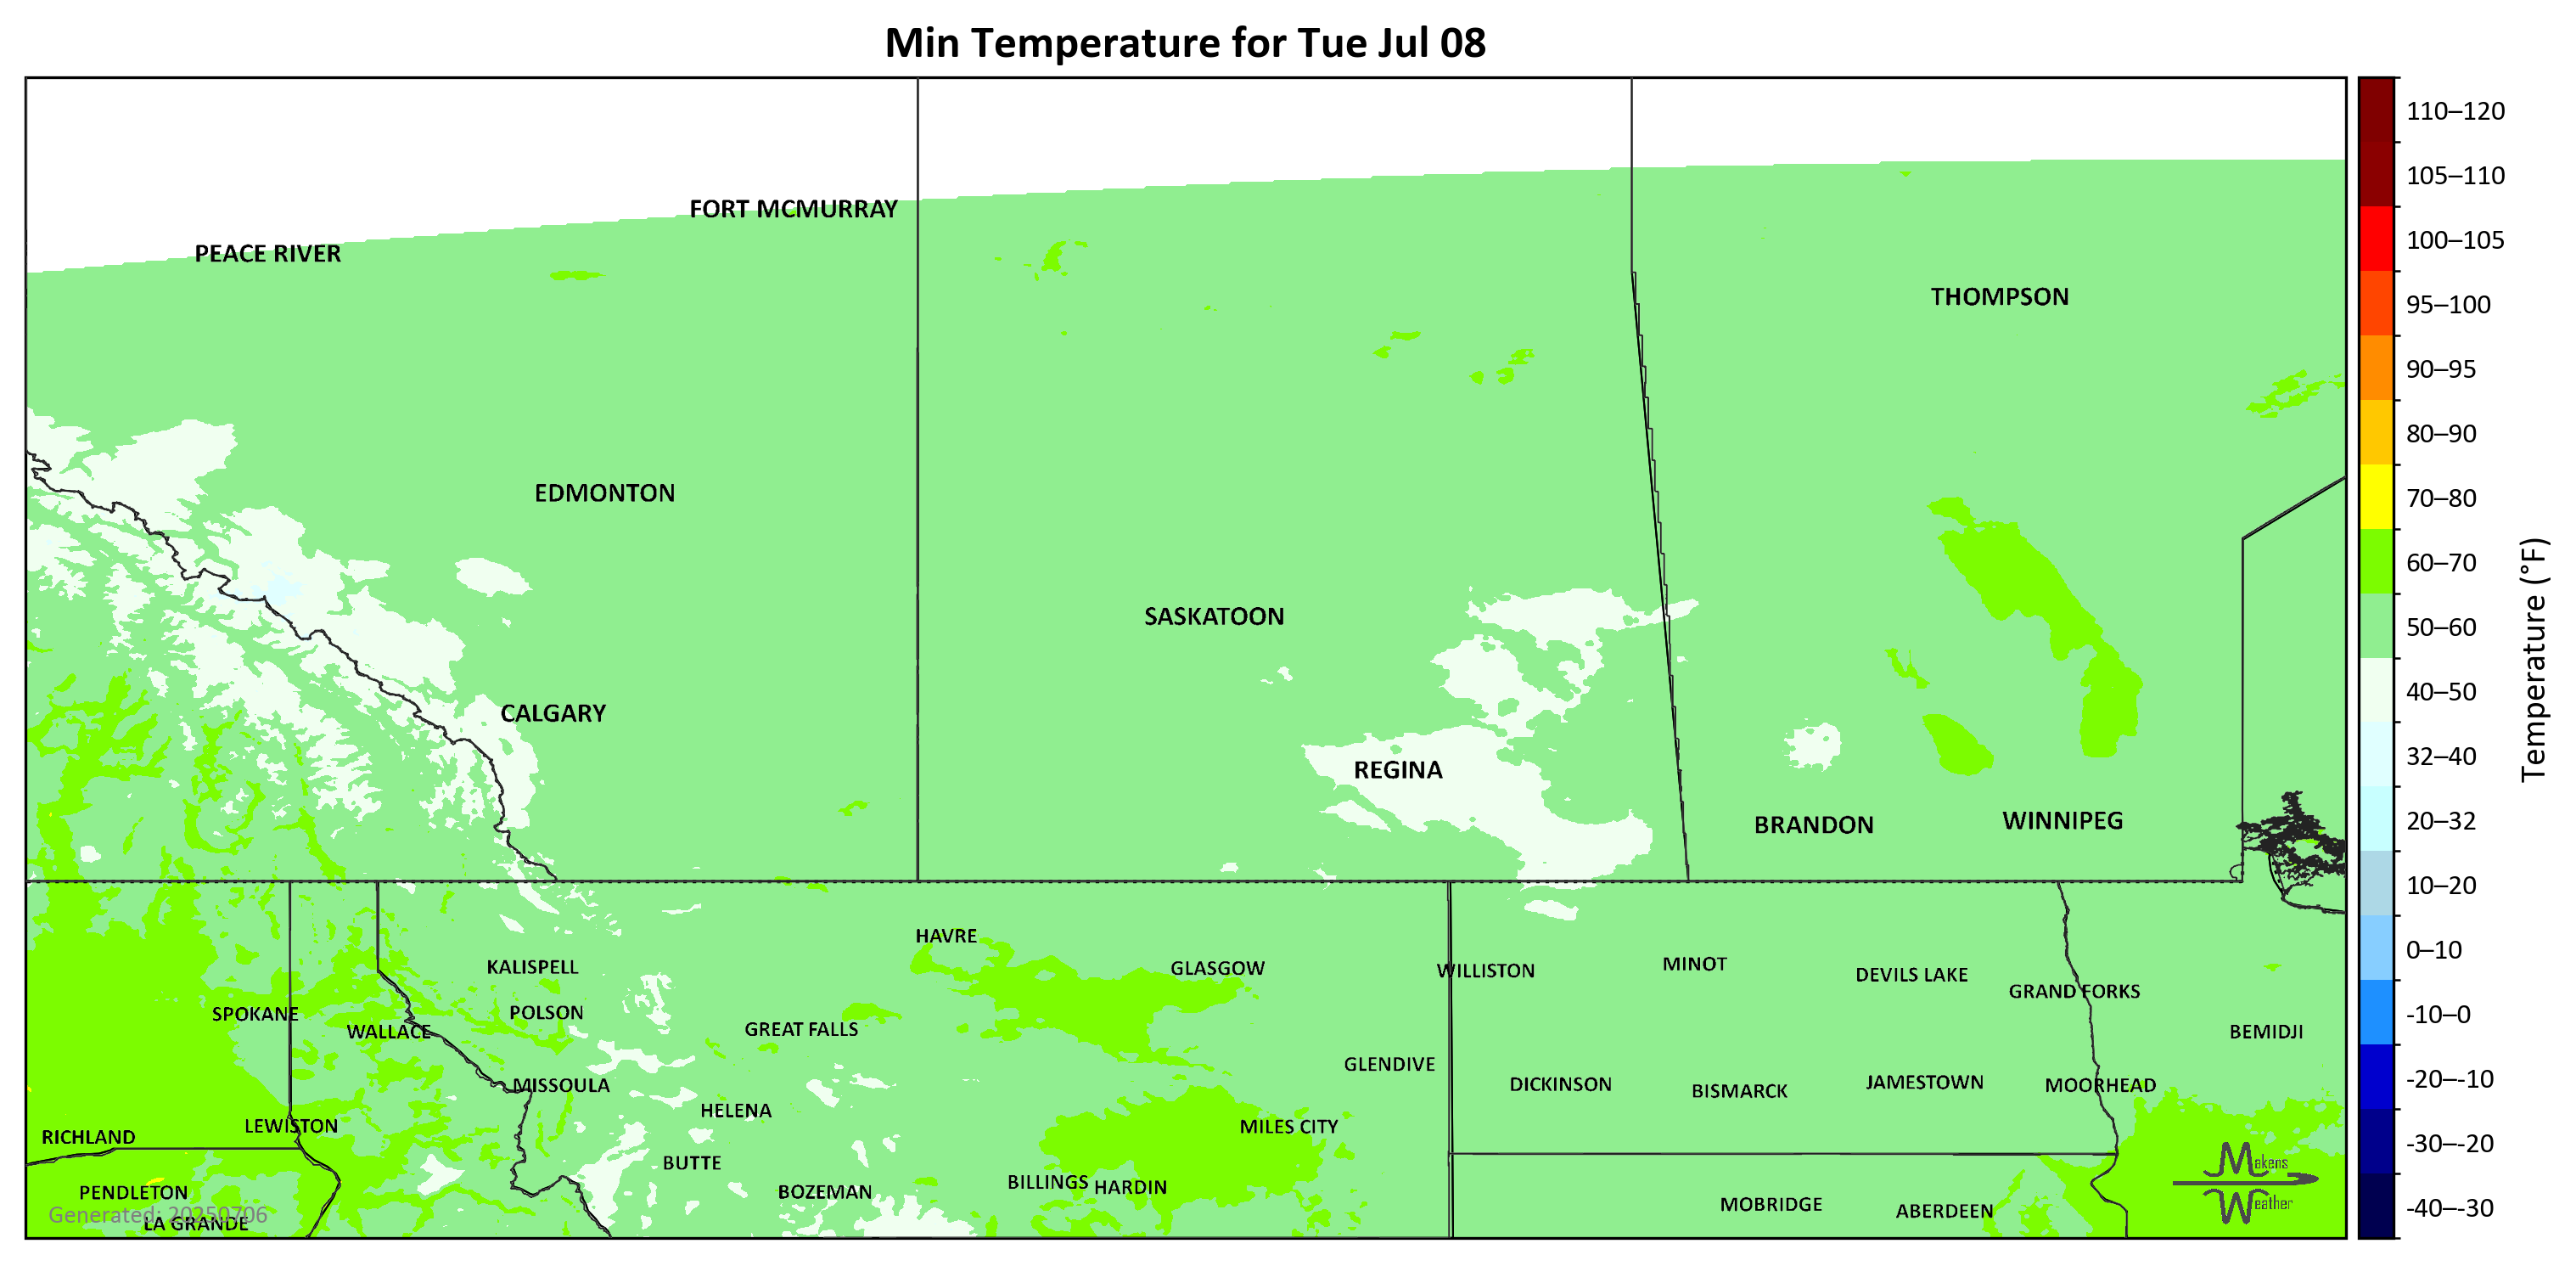 Min Temperature for Tue Jul 08
110–120
105–110
FORT MCMURRAY
100–105
PEACE RIVER
THOMPSON
95–100
90–95
80–90
EDMONTON
70–80
60–70
SASKATOON
50–60
Temperature (°F)
40–50
CALGARY
32–40
REGINA
BRANDON
WINNIPEG
20–32
10–20
HAVRE
0–10
KALISPELL
GLASGOW
WILLISTON
MINOT
DEVILS LAKE
GRAND FORKS
SPOKANE
POLSON
-10–0
WALLACE
GREAT FALLS
BEMIDJI
GLENDIVE
-20–-10
MISSOULA
DICKINSON
BISMARCK
JAMESTOWN
MOORHEAD
HELENA
LEWISTON
MILES CITY
RICHLAND
-30–-20
BUTTE
Makens
PENDLETON
BOZEMAN
BILLINGS
HARDIN
Weather
MOBRIDGE
ABERDEEN
-40–-30
Generated: 20250706
LA GRANDE